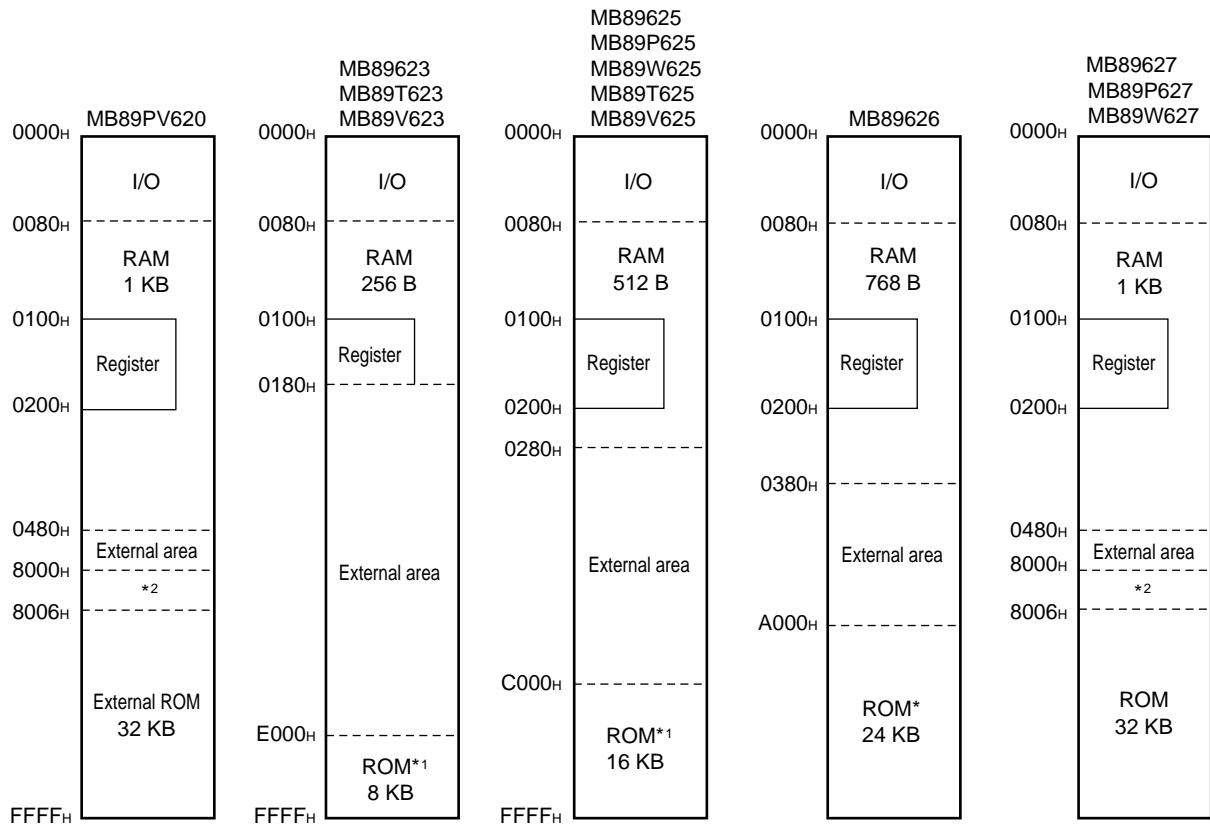 MB89PV620
0000H
I/O
0080H
RAM
1 KB
0100H
Register
0200H
0480H
External area
8000H
*2
8006H
External ROM
32 KB
FFFFH
MB89623
MB89T623
MB89V623
0000H
I/O
0080H
RAM
256 B
0100H
Register
0180H
External area
E000H
ROM*1
8 KB
FFFFH
MB89625
MB89P625
MB89W625
MB89T625
MB89V625
0000H
I/O
0080H
RAM
512 B
0100H
Register
0200H
0280H
External area
C000H
ROM*1
16 KB
FFFFH
MB89626
0000H
I/O
0080H
RAM
768 B
0100H
Register
0200H
0380H
External area
A000H
ROM*
24 KB
MB89627
MB89P627
MB89W627
0000H
I/O
0080H
RAM
1 KB
0100H
Register
0200H
0480H
External area
8000H
*2
8006H
ROM
32 KB